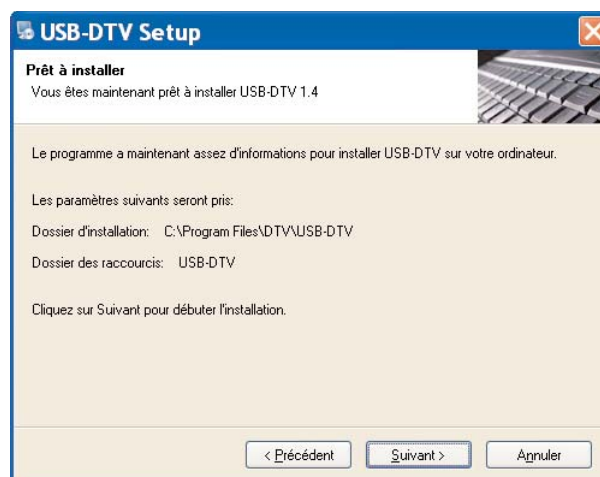 USB-DTV Setup
Prêt à installer
Vous êtes maintenant prêt à installer USB-DTV 1.4
Le programme a maintenant assez d'informations pour installer USB-DTV sur votre ordinateur.
Les paramètres suivants seront pris:
Dossier d'installation: C:\Program Files\DTV\USB-DTV
Dossier des raccourcis: USB-DTV
Cliquez sur Suivant pour débuter l'installation.
< Précédent Suivant > Annuler